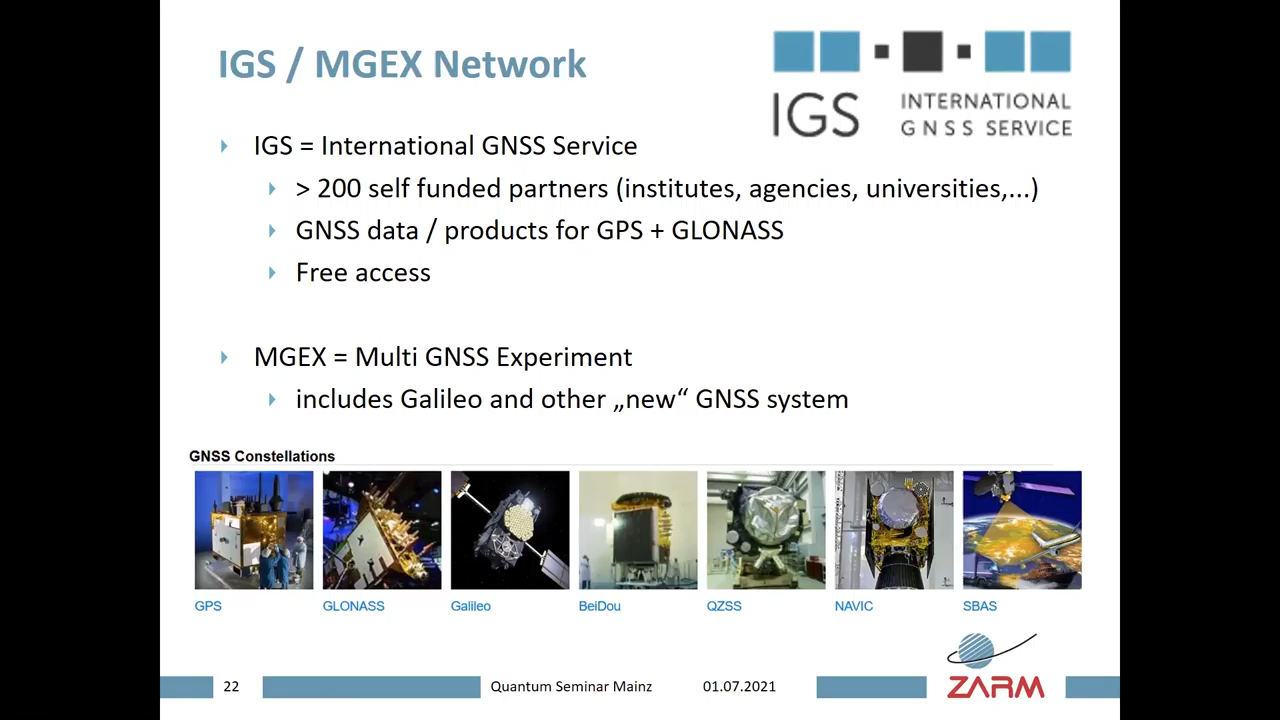 IGS / MGEX Network
IGS
INTERNATIONAL
GNSS SERVICE
IGS = International GNSS Service
> 200 self funded partners (institutes, agencies, universities,...)
GNSS data / products for GPS + GLONASS
Free access
MGEX = Multi GNSS Experiment
includes Galileo and other „new“ GNSS system
GNSS Constellations
GPS
GLONASS
Galileo
BeiDou
QZSS
NAVIC
SBAS
22
Quantum Seminar Mainz
01.07.2021
ZARM